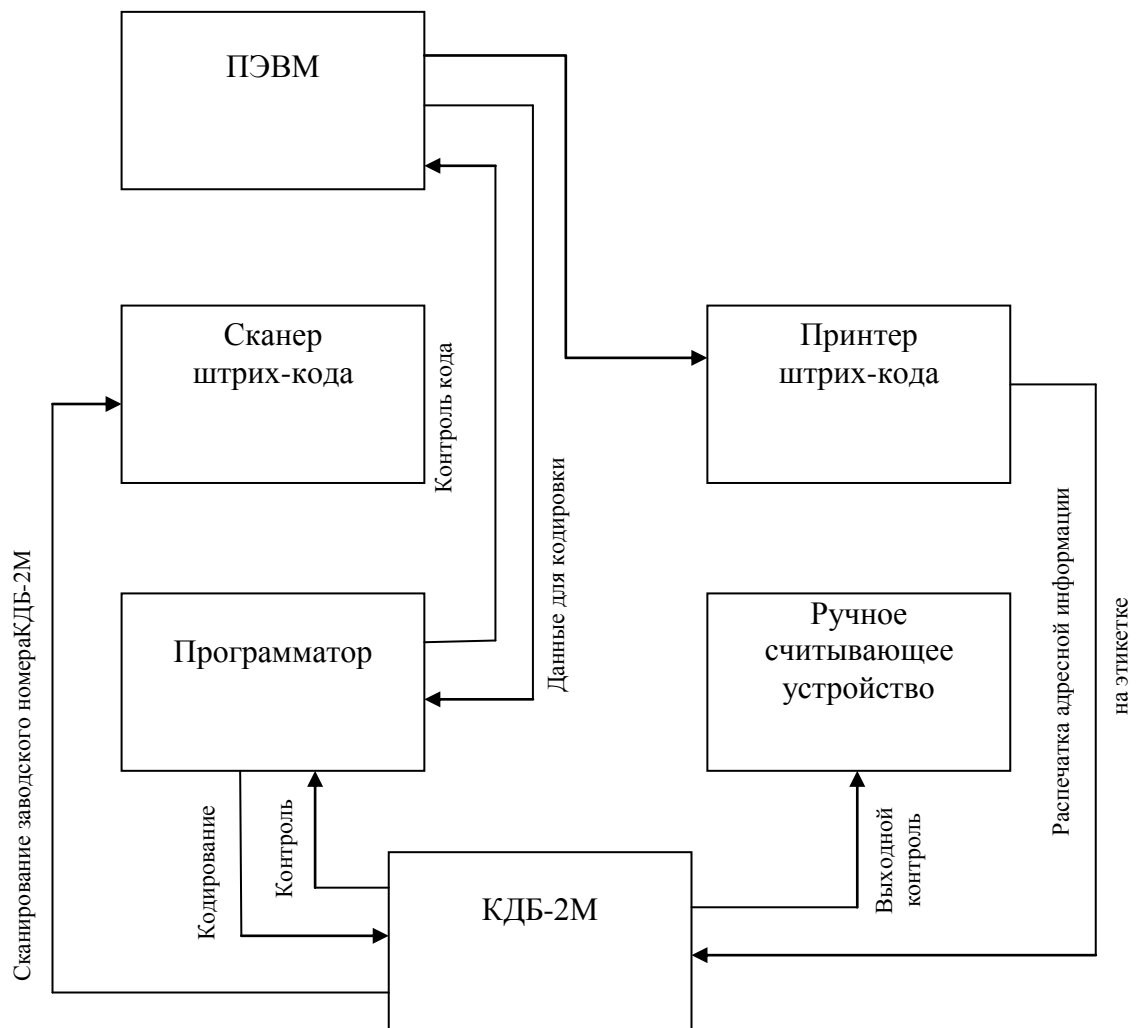 ПЭВМ
Сканер
штрих-кода
Принтер
штрих-кода
Контроль кода
Данные для кодировки
Сканирование заводского номераКДБ-2М
Программатор
Ручное
считывающее
устройство
Распечатка адресной информации
на этикетке
Кодирование
Контроль
Выходной
контроль
КДБ-2М